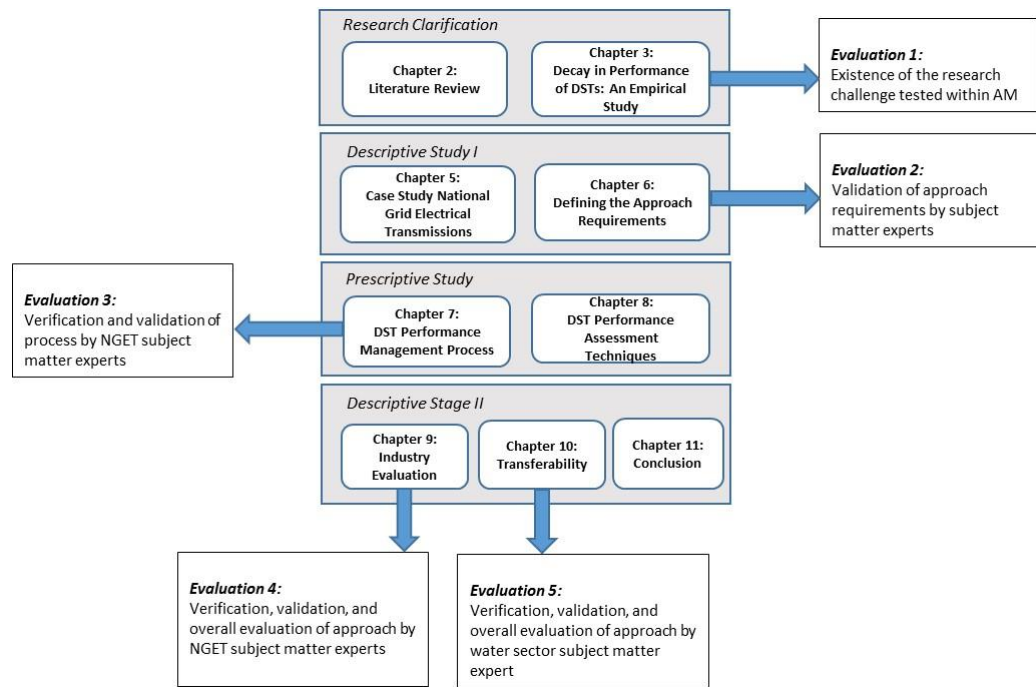 Research Clarification
Chapter 2:
Literature Review
Chapter 3:
Decay in Performance
of DSTs: An Empirical
Study
Evaluation 1:
Existence of the research
challenge tested within AM
Descriptive Study I
Chapter 5:
Case Study National
Grid Electrical
Transmissions
Chapter 6:
Defining the Approach
Requirements
Evaluation 2:
Validation of approach
requirements by subject
matter experts
Prescriptive Study
Evaluation 3:
Verification and validation of
process by NGET subject
matter experts
Chapter 7:
DST Performance
Management Process
Chapter 8:
DST Performance
Assessment
Techniques
Descriptive Stage II
Chapter 9:
Industry
Evaluation
Chapter 10:
Transferability
Chapter 11:
Conclusion
Evaluation 4:
Verification, validation, and
overall evaluation of approach by
NGET subject matter experts
Evaluation 5:
Verification, validation, and
overall evaluation of approach by
water sector subject matter
expert